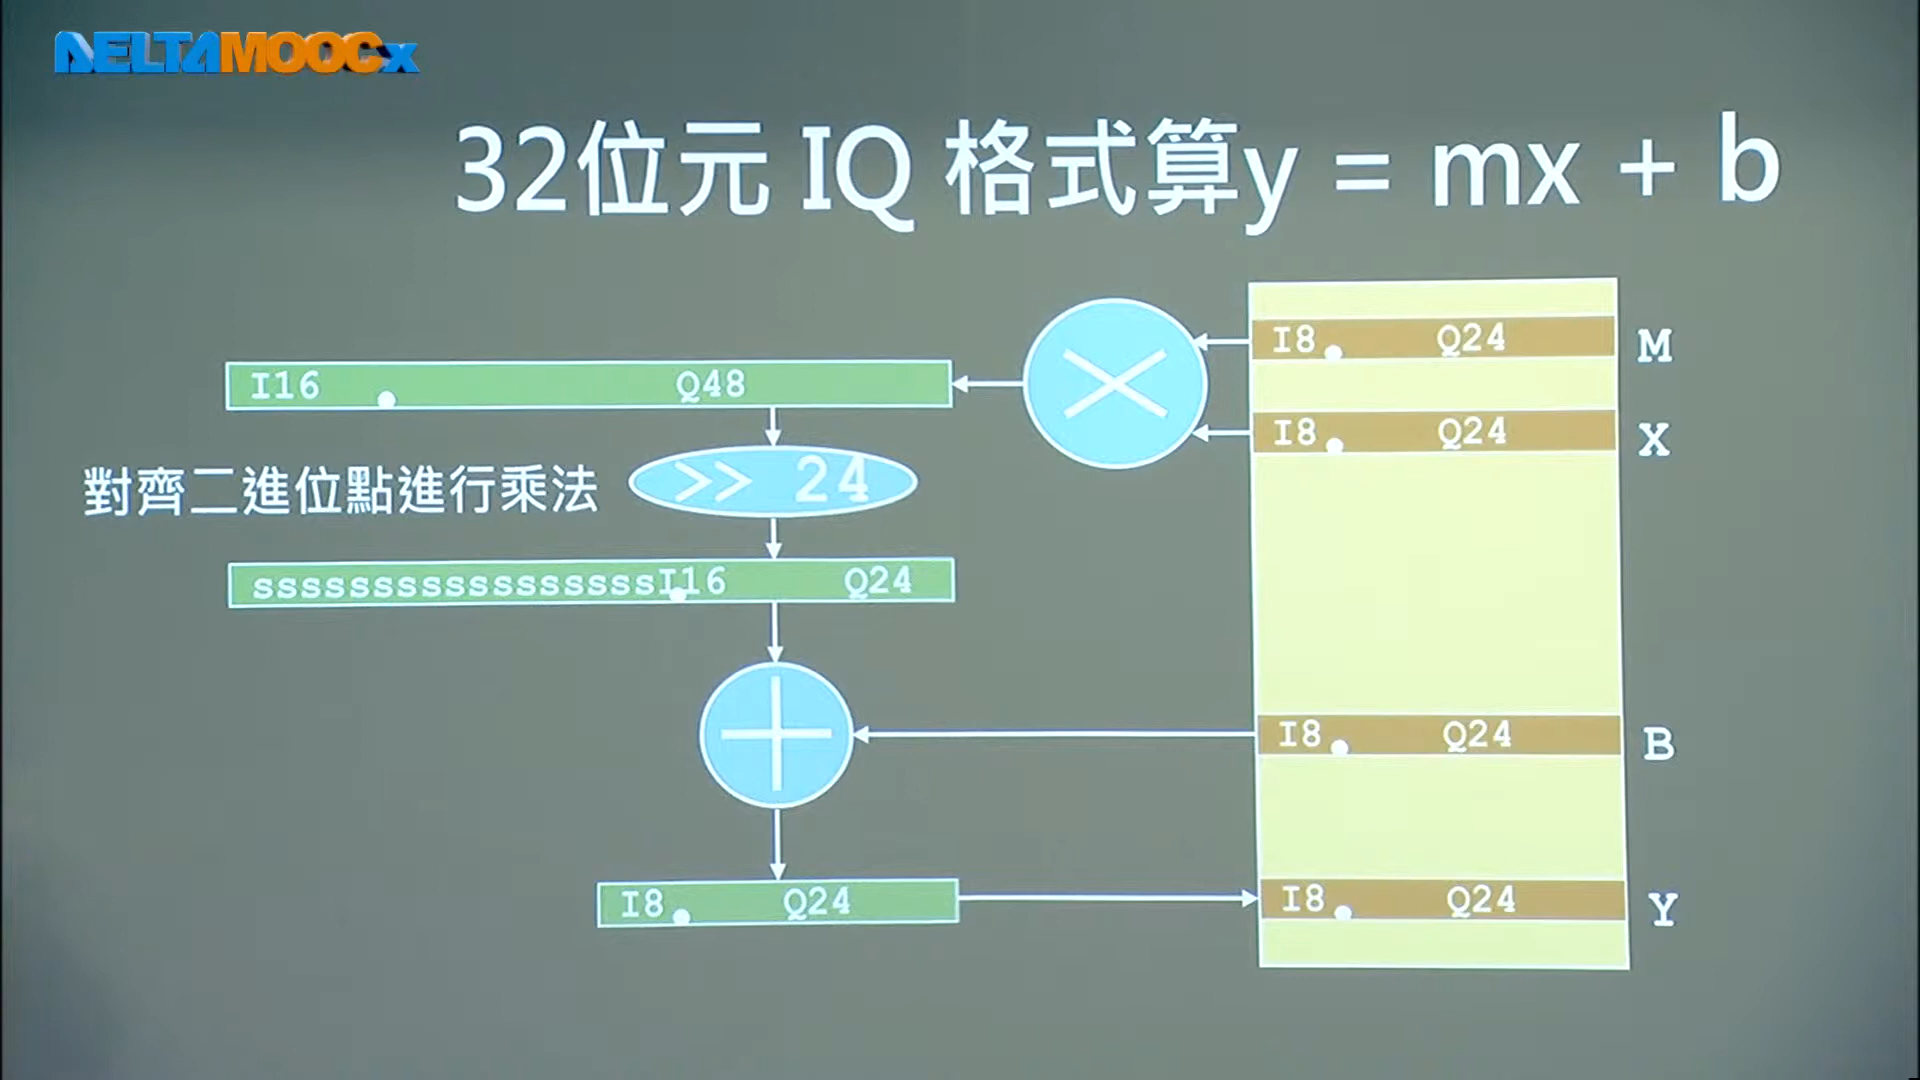 DELTAMOOCx
32位元 IQ 格式算y = mx + b
I8 Q24 M
I16 Q48
I8 Q24 X
對齊二進位點進行乘法
>> 24
ssssssssssssssssI16 Q24
I8 Q24 B
I8 Q24
I8 Q24 Y